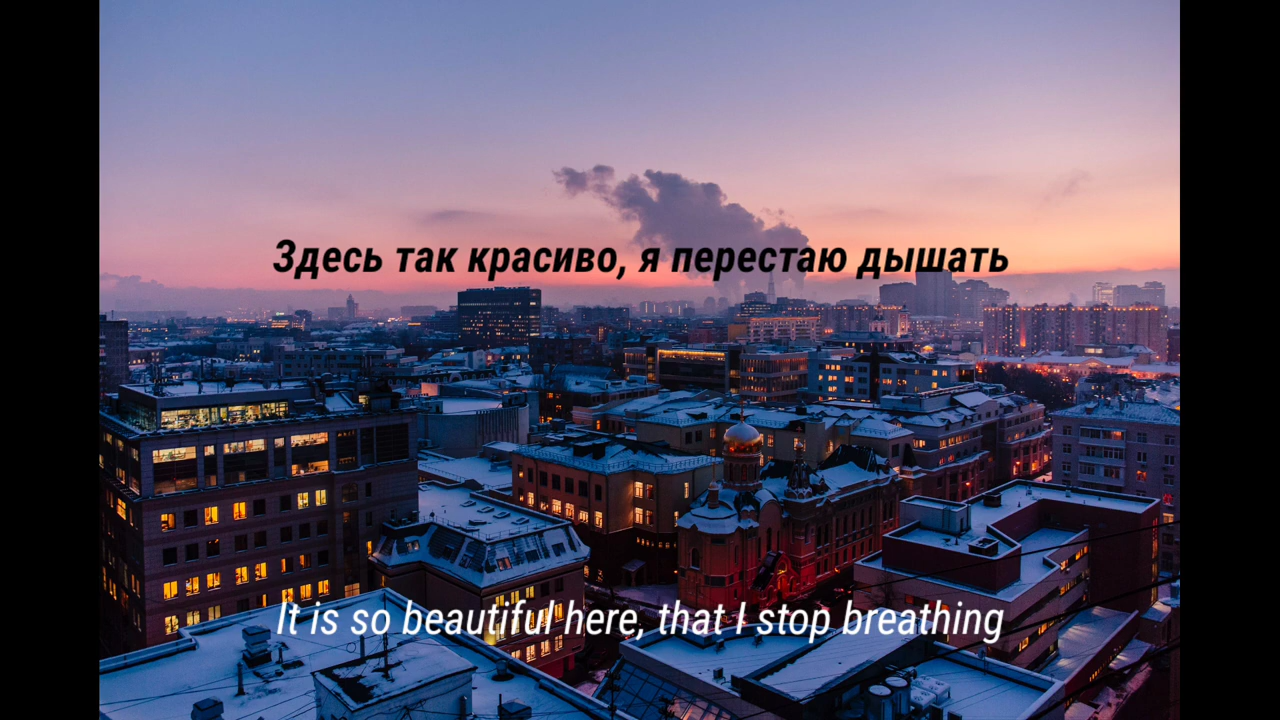 Здесь так красиво, я перестаю дышать
It is so beautiful here, that I stop breathing